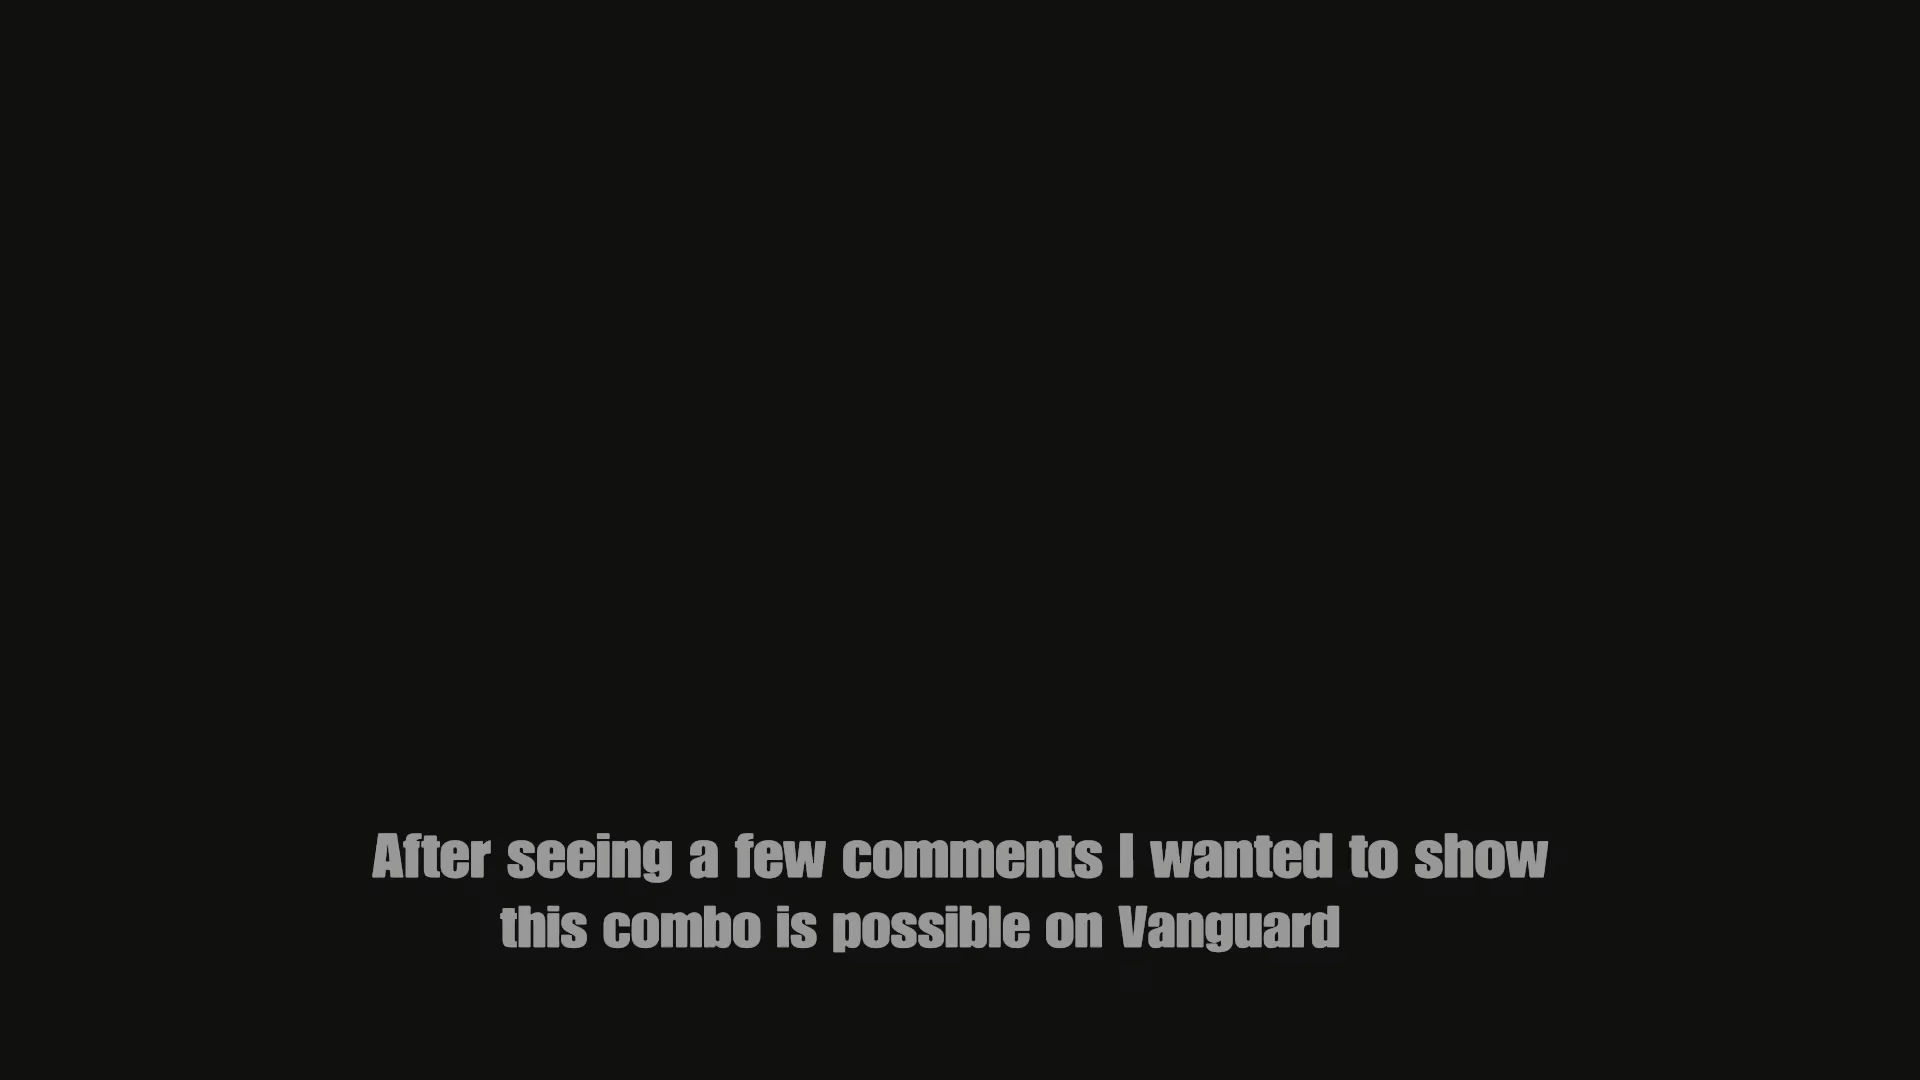 After seeing a few comments I wanted to show
this combo is possible on Vanguard